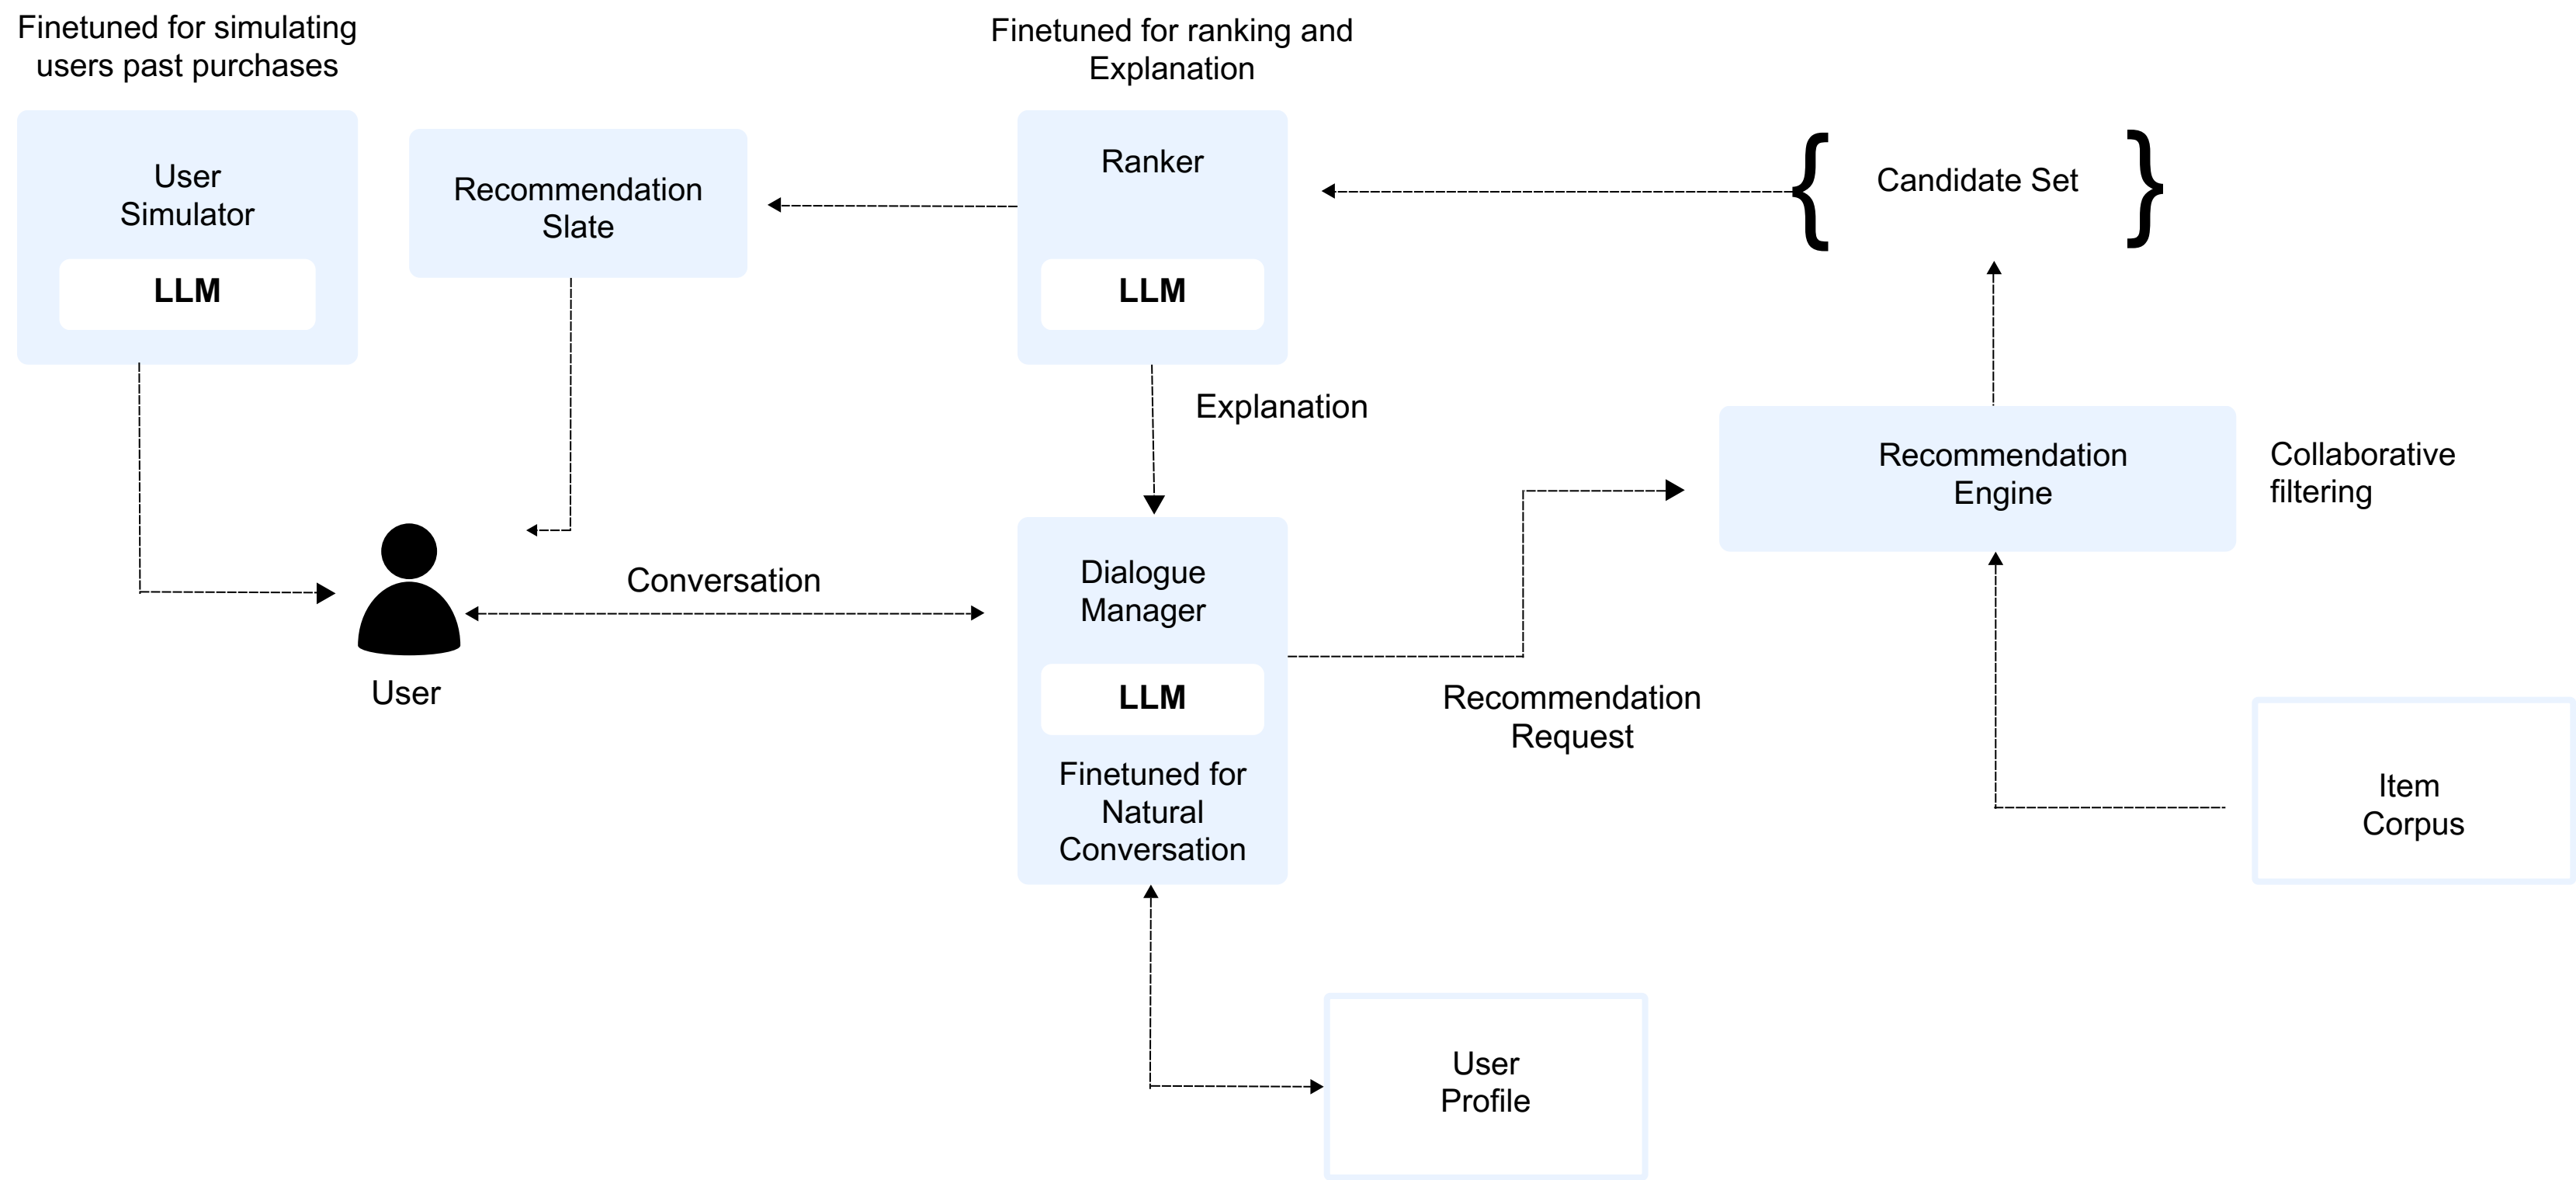 Finetuned for simulating
users past purchases
Finetuned for ranking and
Explanation
User
Simulator
LLM
Recommendation
Slate
Ranker
LLM
{ Candidate Set }
Explanation
Recommendation
Engine
Collaborative
filtering
Conversation
User
Dialogue
Manager
LLM
Finetuned for
Natural
Conversation
Recommendation
Request
Item
Corpus
User
Profile